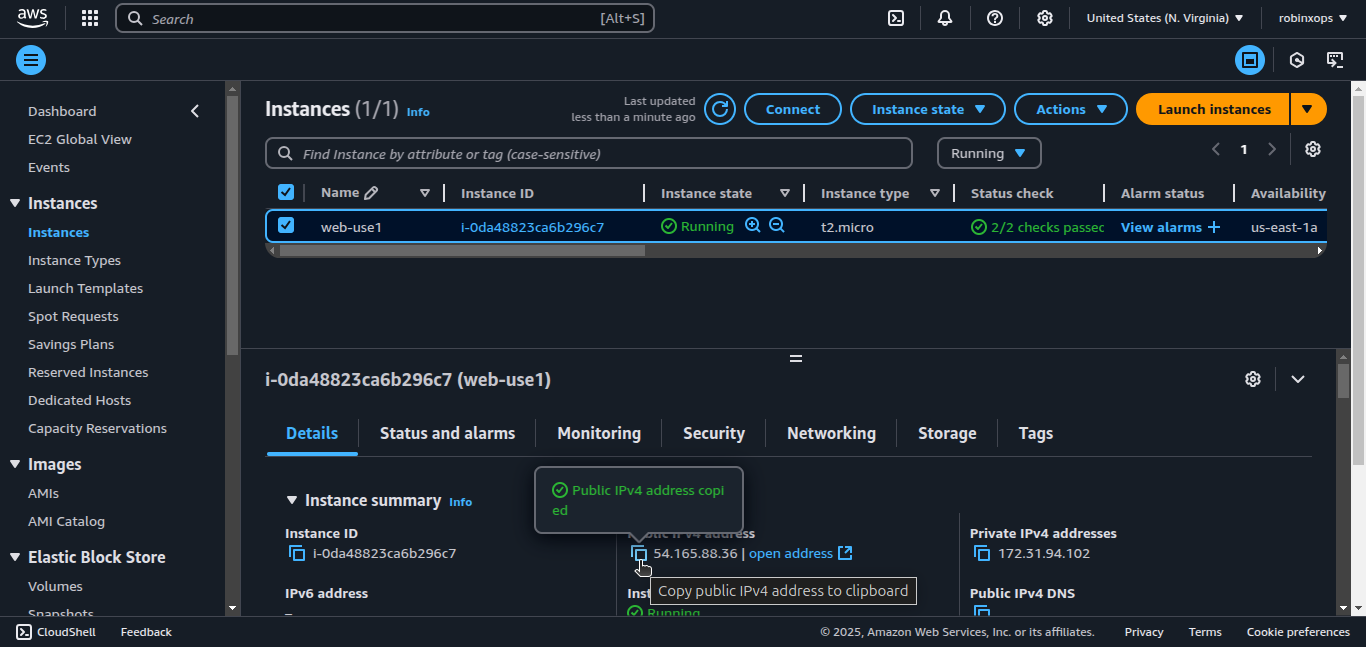 aws
Search [Alt+S]
United States (N. Virginia)
robinxops
Dashboard
EC2 Global View
Events
Instances
Instances
Instance Types
Launch Templates
Spot Requests
Savings Plans
Reserved Instances
Dedicated Hosts
Capacity Reservations
Images
AMIs
AMI Catalog
Elastic Block Store
Volumes
Snapshots
Instances (1/1) Info
Last updated
less than a minute ago
Connect
Instance state
Actions
Launch instances
Find Instance by attribute or tag (case-sensitive)
Running
1
Name Instance ID Instance state Instance type Status check Alarm status Availability
web-use1 i-0da48823ca6b296c7 Running t2.micro 2/2 checks passec View alarms + us-east-1a
i-0da48823ca6b296c7 (web-use1)
Details Status and alarms Monitoring Security Networking Storage Tags
Public IPv4 address copi
ed
Instance summary Info
Instance ID
i-0da48823ca6b296c7
Public IPv4 address
54.165.88.36 | open address
Private IPv4 addresses
172.31.94.102
Copy public IPv4 address to clipboard
IPv6 address
–
Inst
Running
Public IPv4 DNS
CloudShell
Feedback
© 2025, Amazon Web Services, Inc. or its affiliates.
Privacy
Terms
Cookie preferences